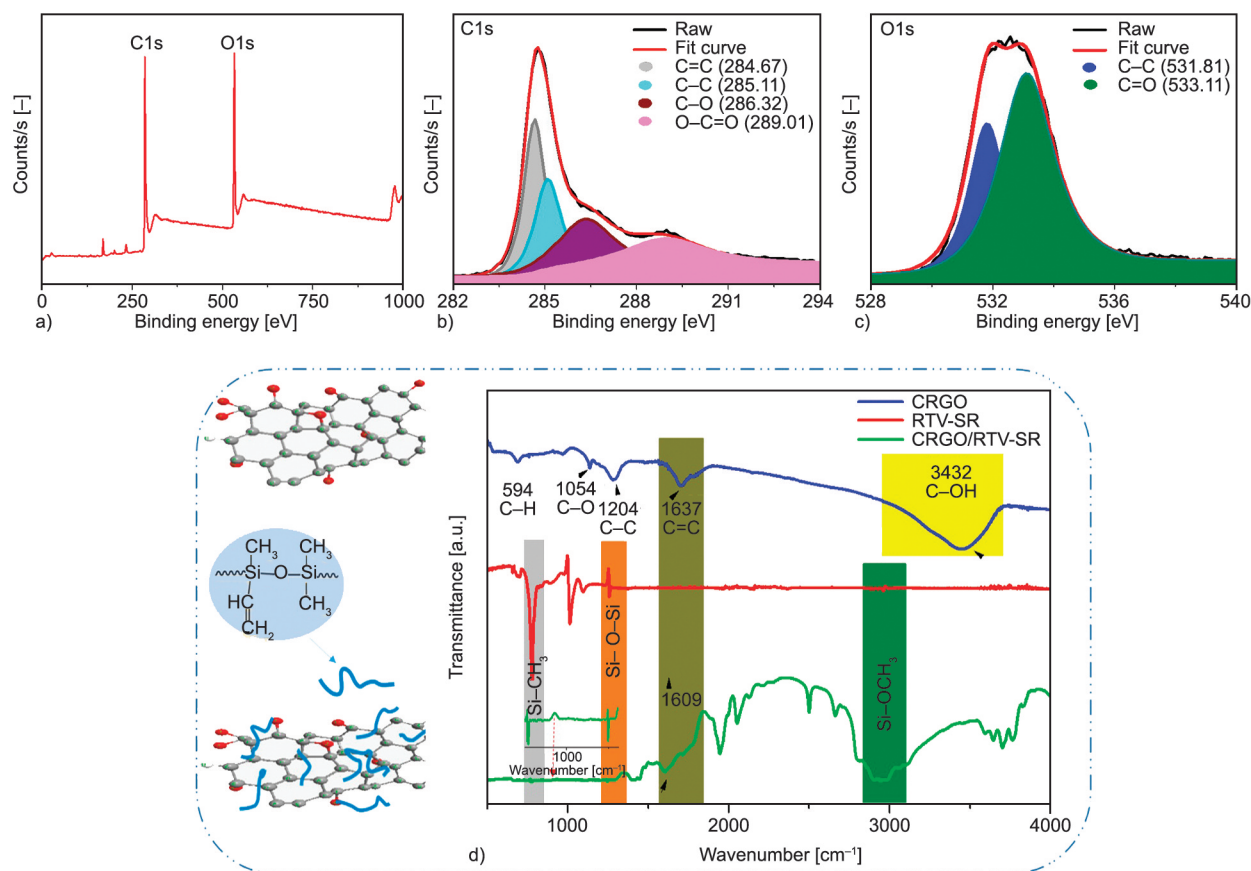 C1s
O1s
Counts/s [–]
0
250
500
750
1000
Binding energy [eV]
a)
C1s
Raw
Fit curve
C=C (284.67)
C–C (285.11)
C–O (286.32)
O–C=O (289.01)
Counts/s [–]
282
285
288
291
294
Binding energy [eV]
b)
O1s
Raw
Fit curve
C–C (531.81)
C=O (533.11)
Counts/s [–]
528
532
536
540
Binding energy [eV]
c)
CH3 CH3
Si–O–Si
HC CH3
CH2
CRGO
RTV-SR
CRGO/RTV-SR
594
C–H
1054
C–O
1204
C–C
1637
C=C
3432
C–OH
Si–CH3
Si– O–Si
1609
Si–OCH3
1000
Wavenumber [cm–1]
Transmittance [a.u.]
1000
2000
3000
4000
Wavenumber [cm–1]
d)